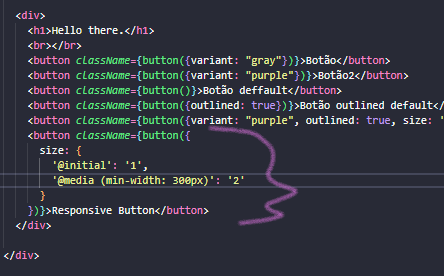 <div>
<h1>Hello there.</h1>
<br></br>
<button className={button({variant: "gray"})}>Botão</button>
<button className={button({variant: "purple"})}>Botão2</button>
<button className={button()}>Botão deffault</button>
<button className={button({outlined: true})}>Botão outlined default</
<button className={button({variant: "purple", outlined: true, size: '
<button className={button({
size: {
'@initial': '1',
'@media (min-width: 300px)': '2'
}
})}>Responsive Button</button>
</div>
</div>